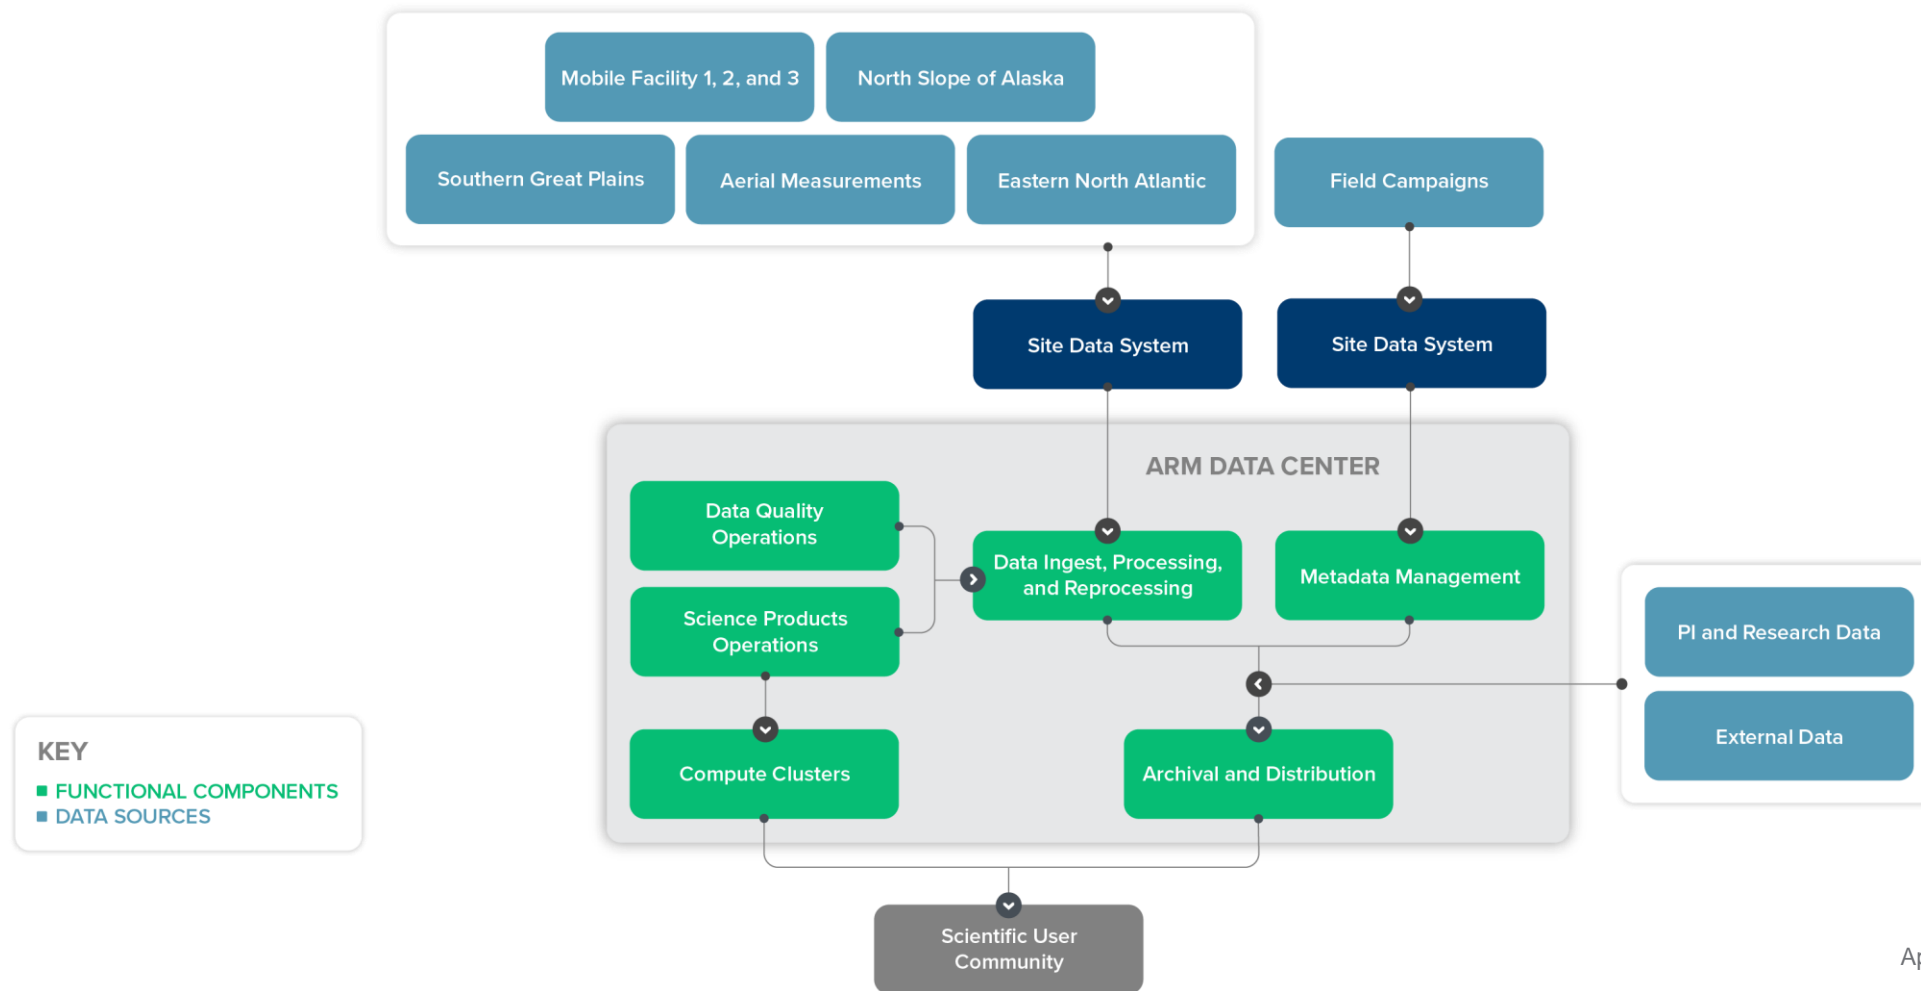 Mobile Facility 1, 2, and 3
North Slope of Alaska
Southern Great Plains
Aerial Measurements
Eastern North Atlantic
Field Campaigns
Site Data System
Site Data System
ARM DATA CENTER
Data Quality
Operations
Data Ingest, Processing,
and Reprocessing
Metadata Management
Science Products
Operations
PI and Research Data
External Data
Compute Clusters
Archival and Distribution
KEY
FUNCTIONAL COMPONENTS
DATA SOURCES
Scientific User
Community